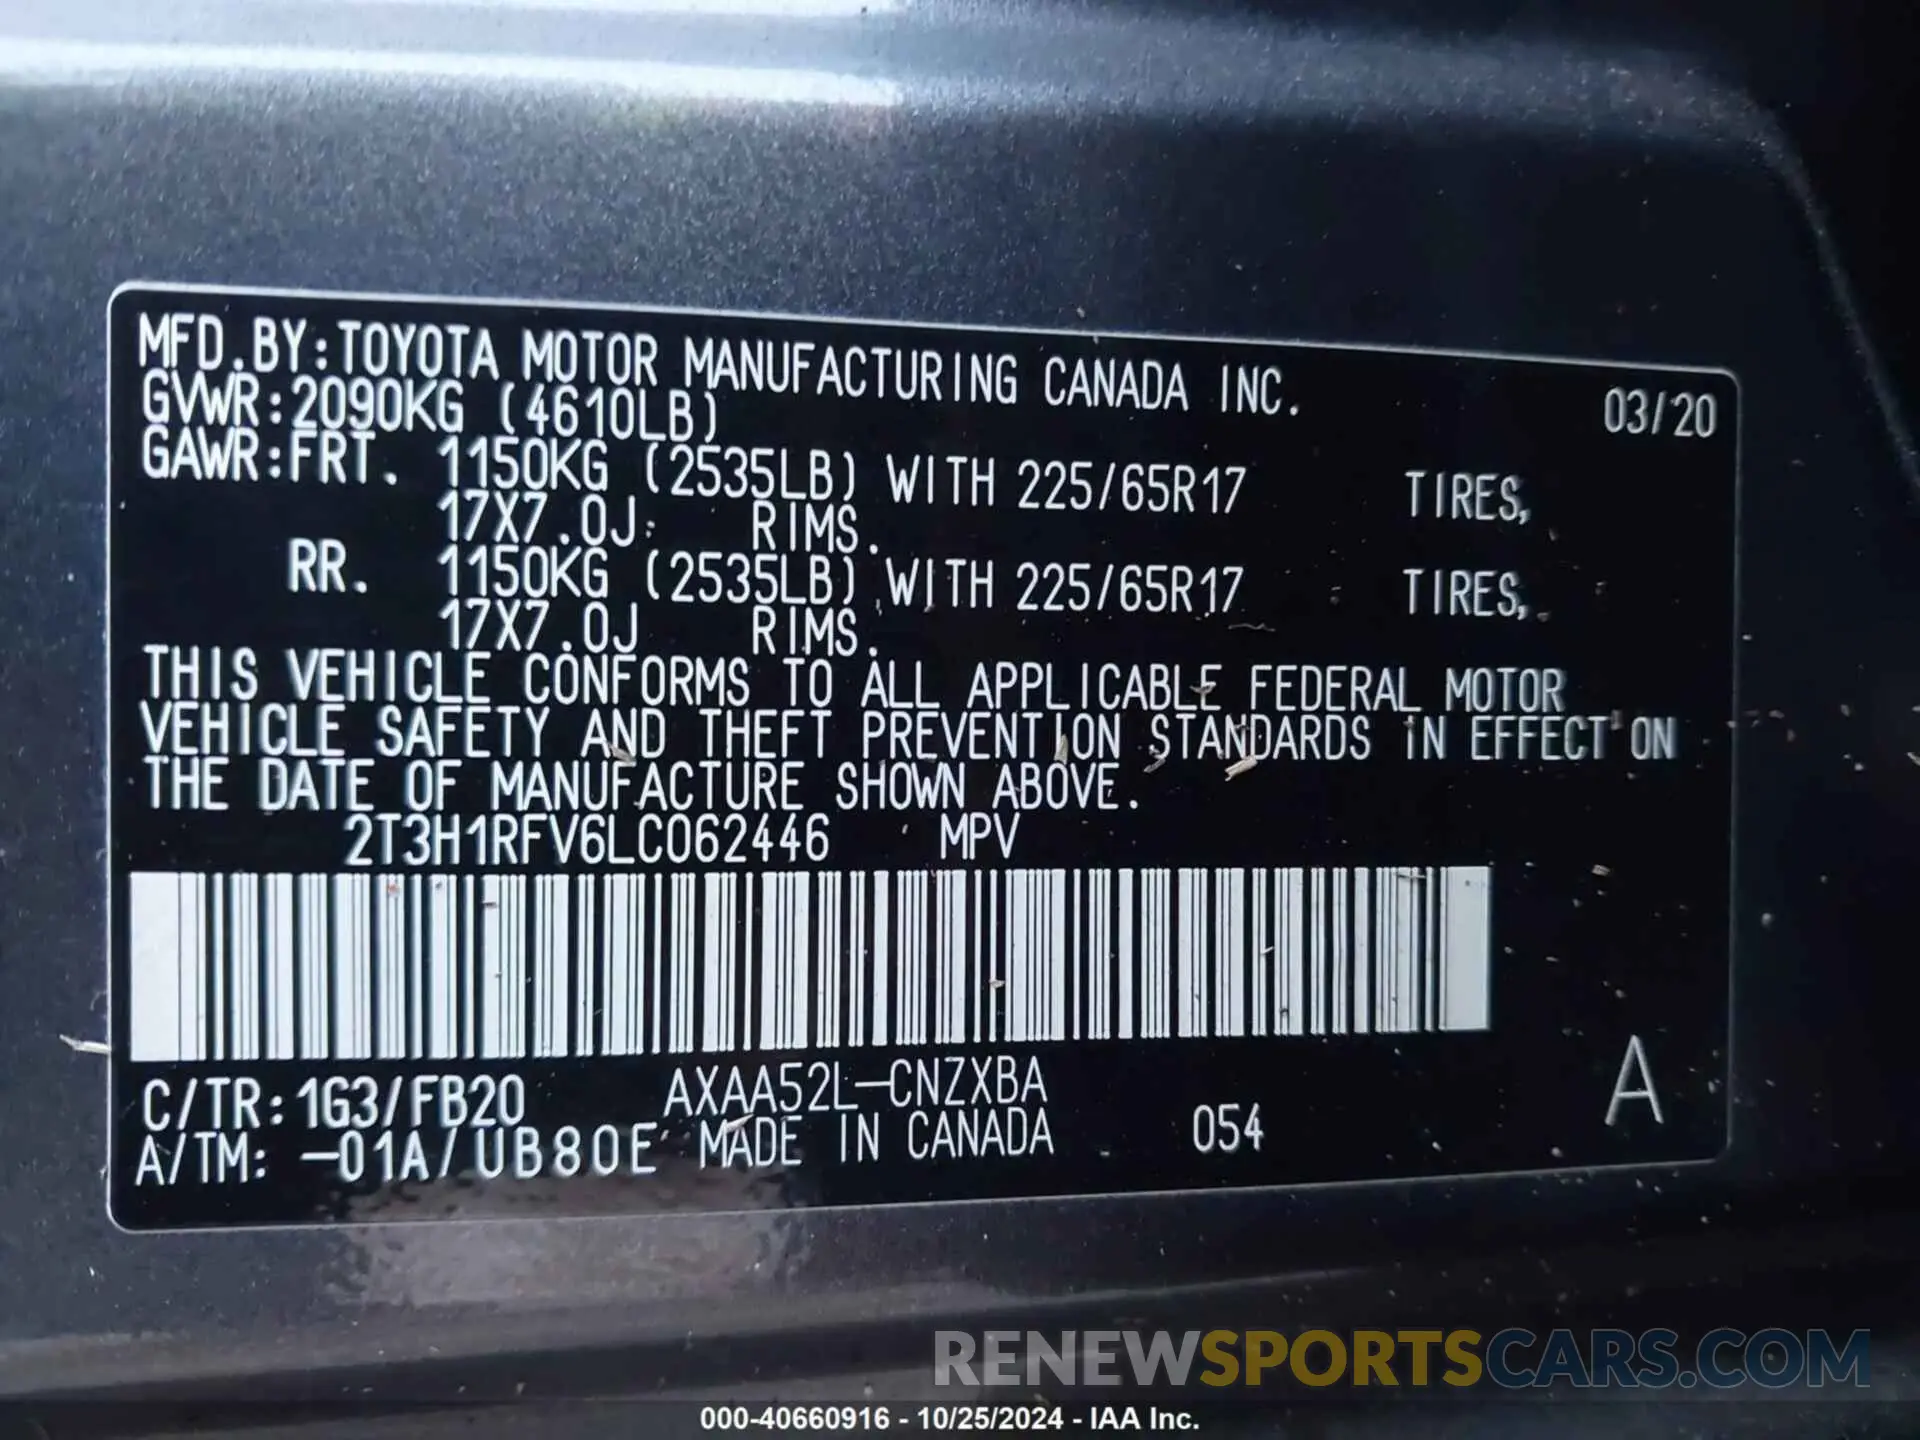 MFD.BY:TOYOTA MOTOR MANUFACTURING CANADA INC. 03/20
GVWR:2090KG (4610LB)
GAWR:FRT. 1150KG (2535LB) WITH 225/65R17 TIRES,
17X7.0J RIMS.
RR. 1150KG (2535LB) WITH 225/65R17 TIRES,
17X7.0J RIMS.
THIS VEHICLE CONFORMS TO ALL APPLICABLE FEDERAL MOTOR
VEHICLE SAFETY AND THEFT PREVENTION STANDARDS IN EFFECT ON
THE DATE OF MANUFACTURE SHOWN ABOVE.
2T3H1RFV6LC062446 MPV
C/TR:1G3/FB20 AXAA52L-CNZXBA A
A/TM: -01A/UB80E MADE IN CANADA 054
RENEWSPORTSCARS.COM
000-40660916 - 10/25/2024 - IAA Inc.